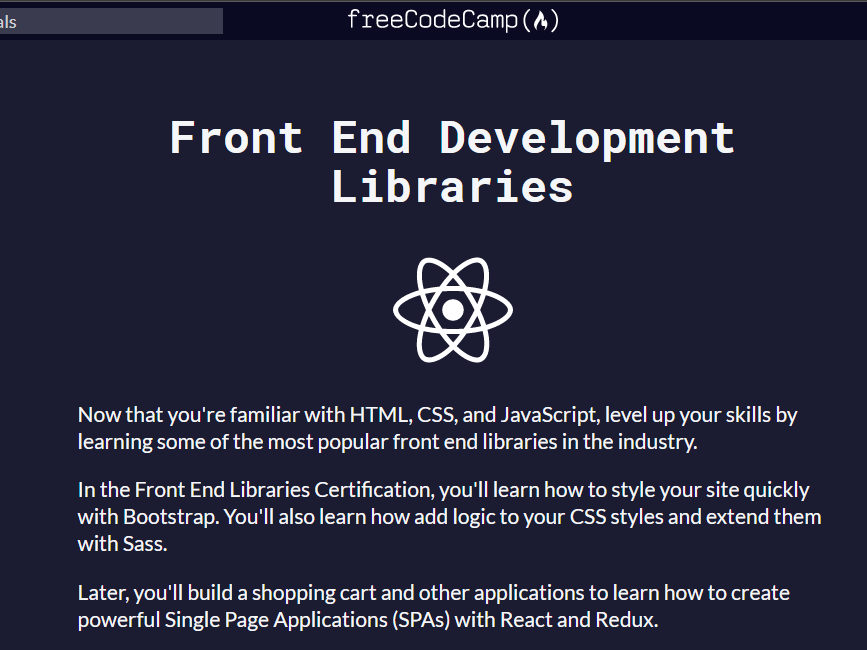 als
freeCodeCamp
Front End Development
Libraries
Now that you're familiar with HTML, CSS, and JavaScript, level up your skills by
learning some of the most popular front end libraries in the industry.
In the Front End Libraries Certification, you'll learn how to style your site quickly
with Bootstrap. You'll also learn how add logic to your CSS styles and extend them
with Sass.
Later, you'll build a shopping cart and other applications to learn how to create
powerful Single Page Applications (SPAs) with React and Redux.